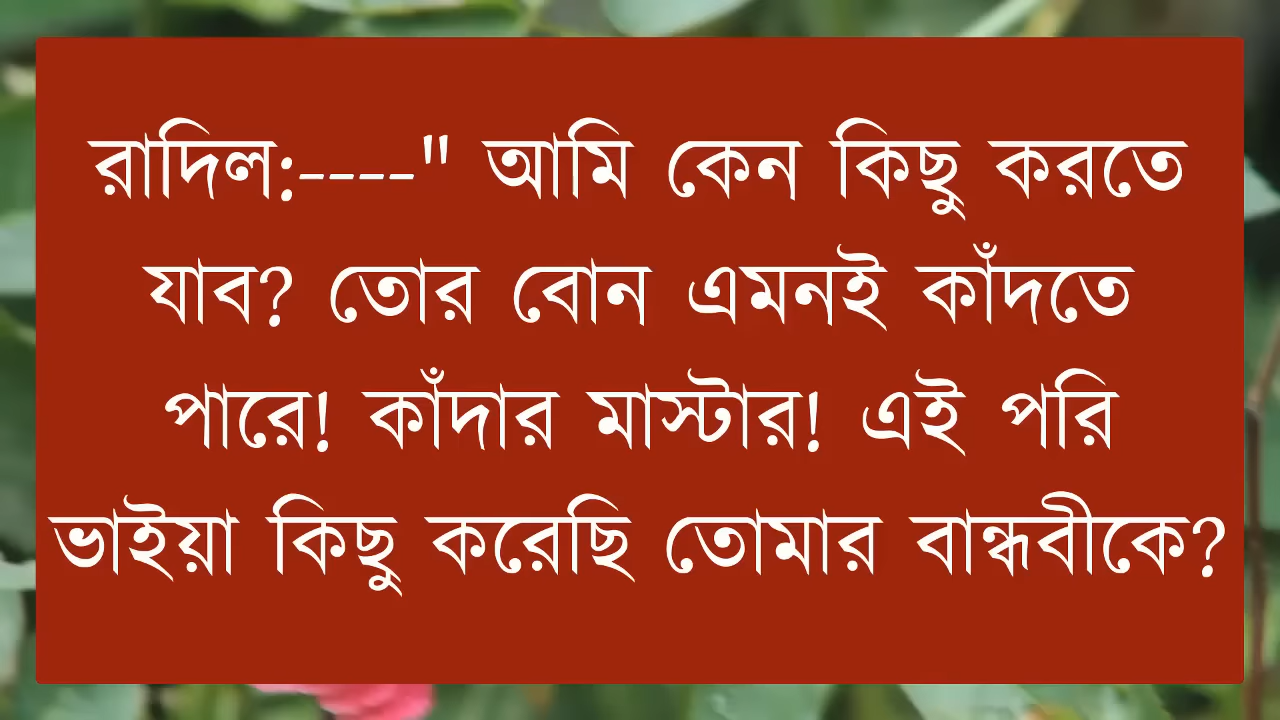 রাদিল:----" আমি কেন কিছু করতে
যাব? তোর বোন এমনই কাঁদতে
পারে! কাঁদার মাস্টার! এই পরি
ভাইয়া কিছু করেছি তোমার বান্ধবীকে?